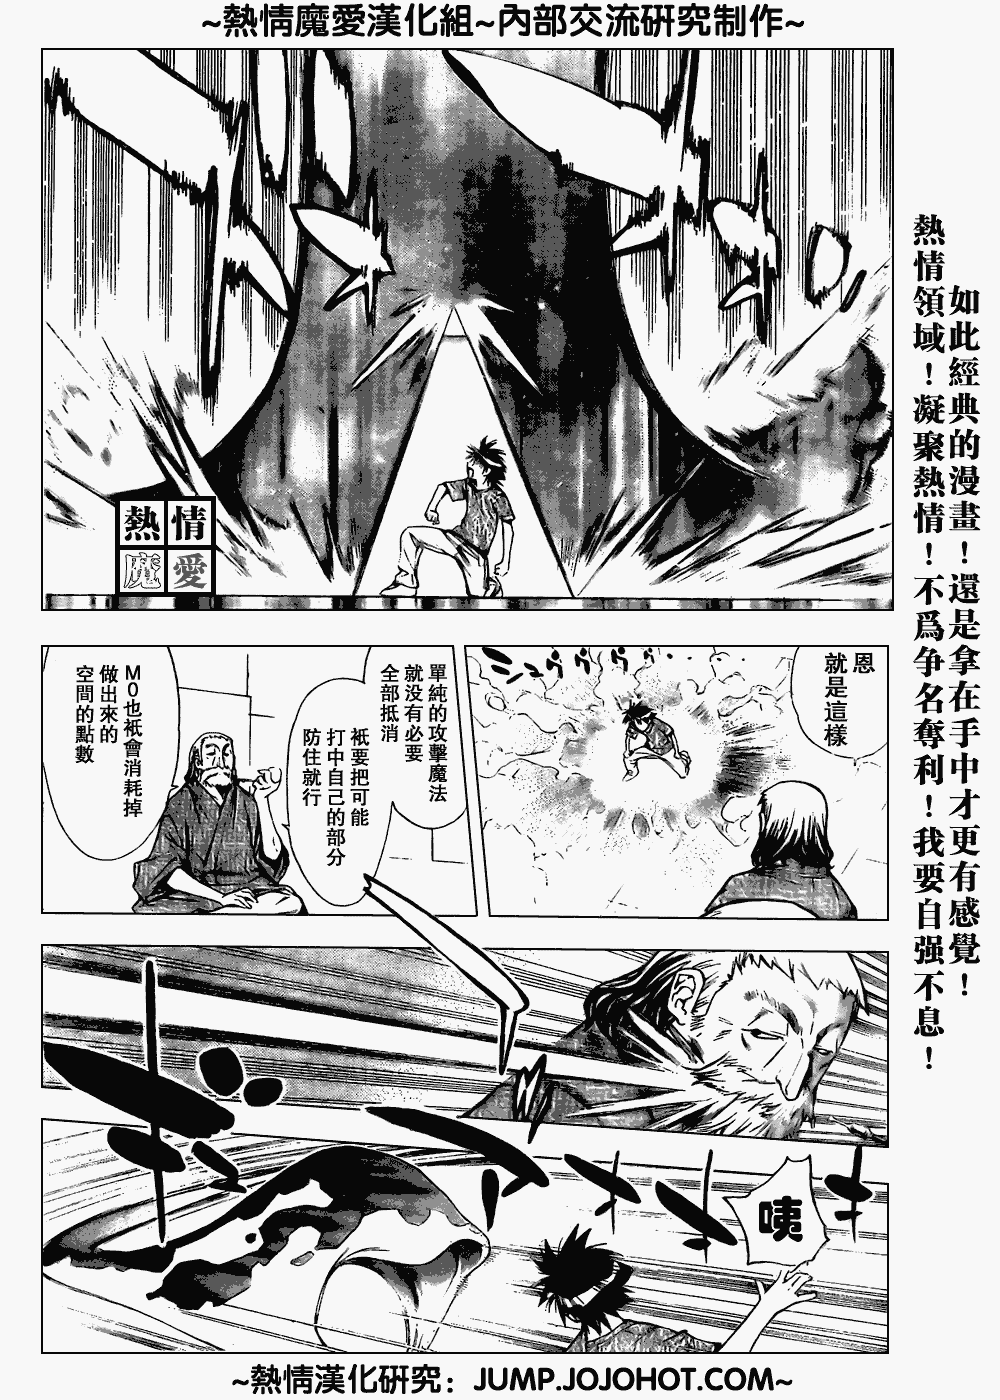 ~熱情魔愛漢化組~內部交流研究制作~
如此經典的漫畫！還是拿在手中才更有感覺！
熱情領域！凝聚熱情！不爲争名奪利！我要自强不息！
熱情
魔愛
恩
就是這樣
單純的攻擊魔法
就没有必要
全部抵消
衹要把可能
打中自己的部分
防住就行
MO也衹會消耗掉
做出來的
空間的點數
咦
~熱情漢化研究：JUMP.JOJOHOT.COM~